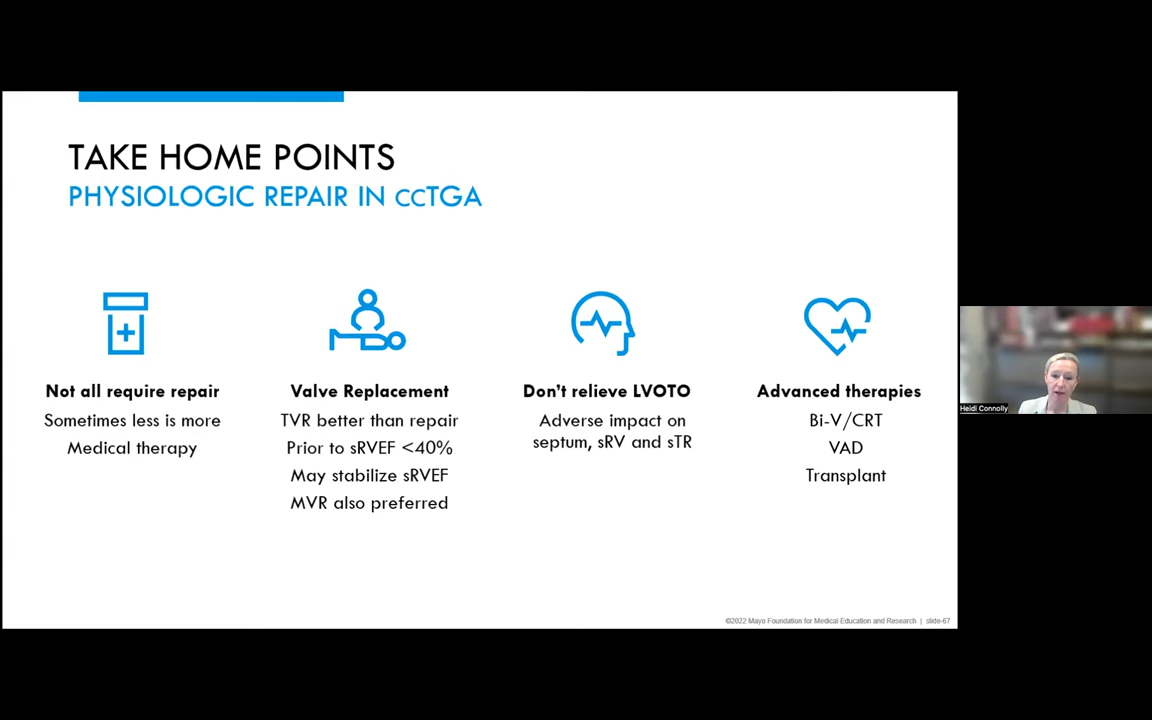 TAKE HOME POINTS
PHYSIOLOGIC REPAIR IN CCTGA
Not all require repair
Sometimes less is more
Medical therapy
Valve Replacement
TVR better than repair
Prior to sRVEF <40%
May stabilize sRVEF
MVR also preferred
Don't relieve LVOTO
Adverse impact on
septum, sRV and sTR
Advanced therapies
Bi-V/CRT
VAD
Transplant
Heidi Connolly
©2022 Mayo Foundation for Medical Education and Research | slide-67